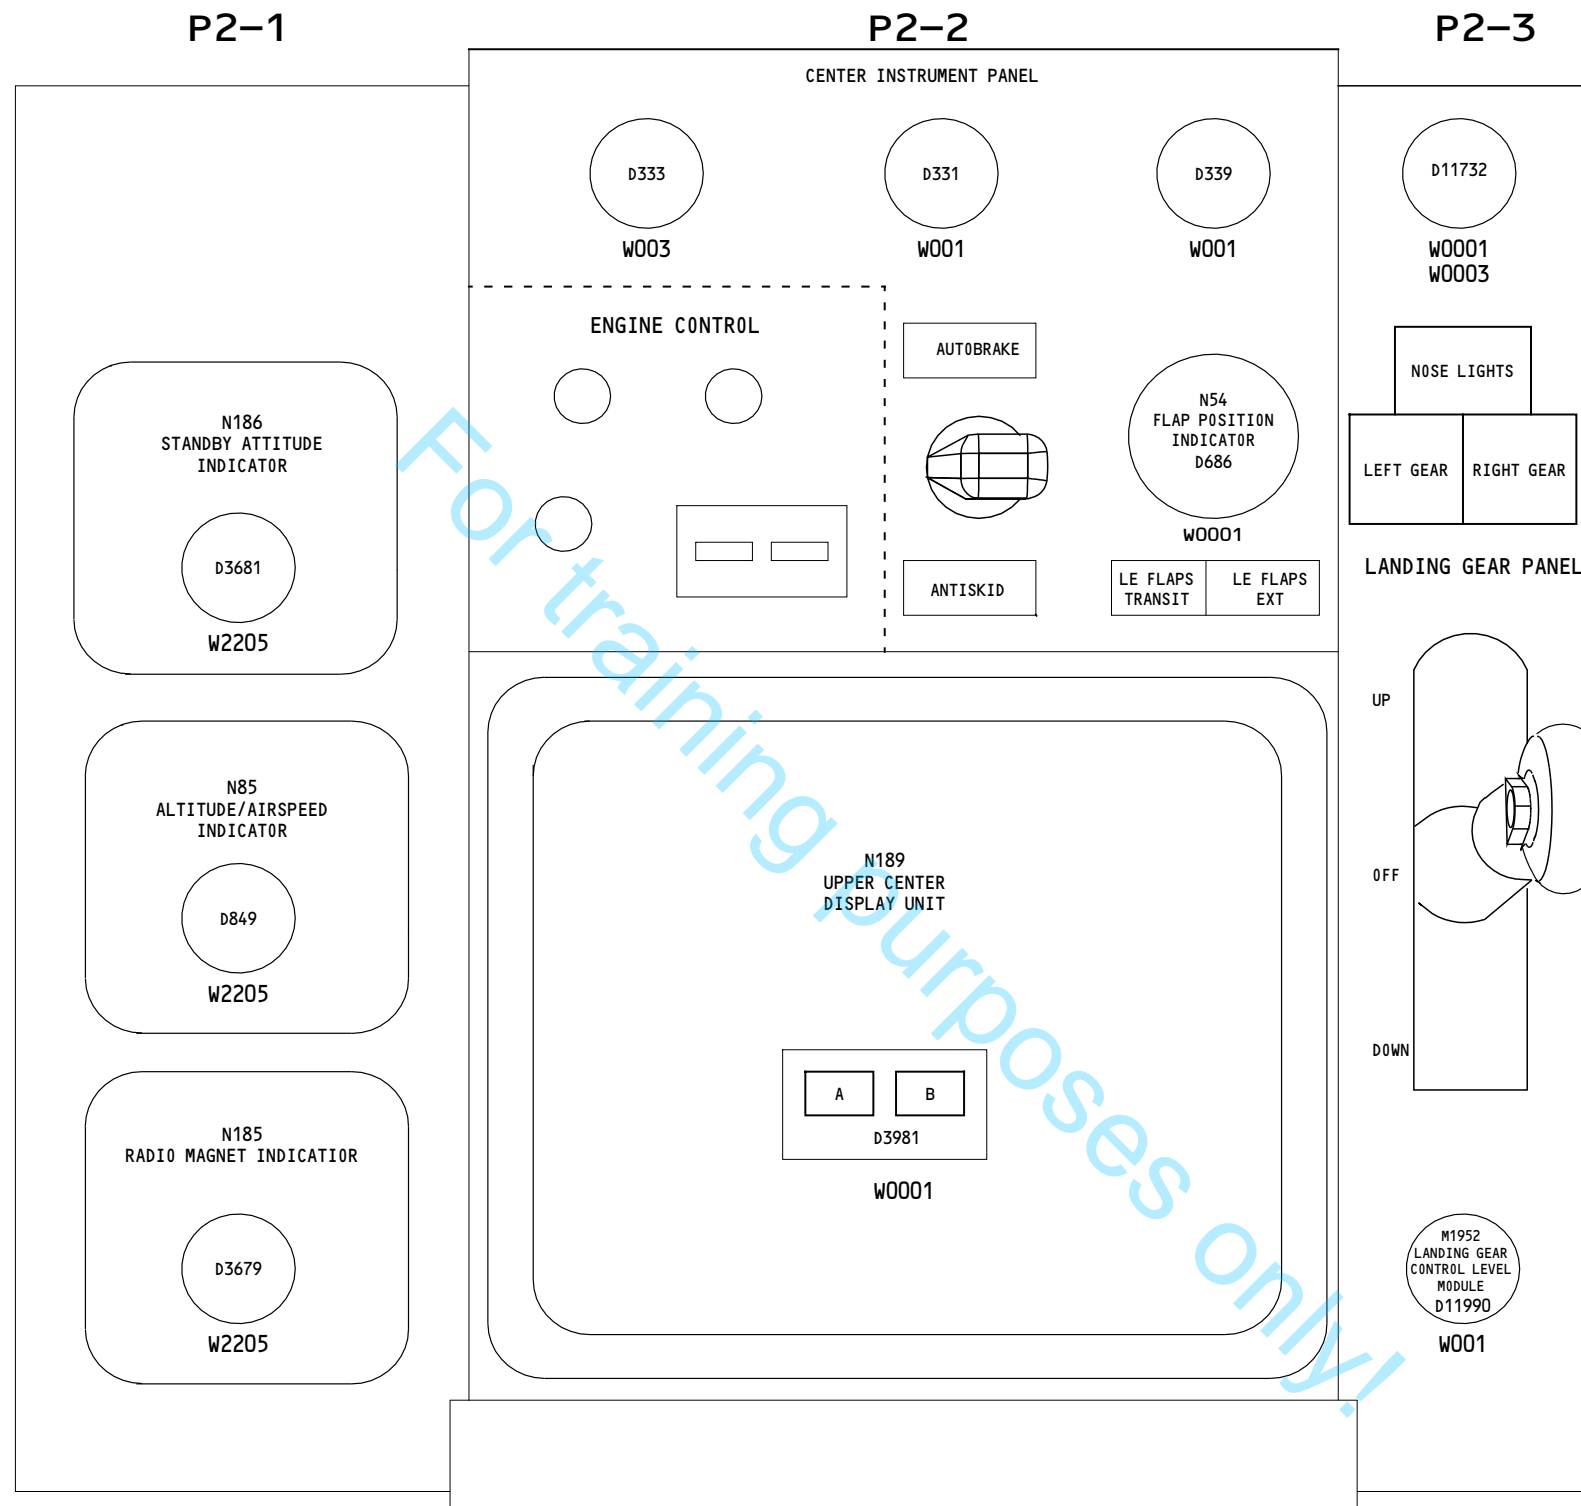 P2-1
P2-2
P2-3
CENTER INSTRUMENT PANEL
D333
W003
D331
W001
D339
W001
D11732
W0001
W0003
ENGINE CONTROL
AUTOBRAKE
ANTISKID
N54
FLAP POSITION
INDICATOR
D686
W0001
LE FLAPS
TRANSIT
LE FLAPS
EXT
NOSE LIGHTS
LEFT GEAR
RIGHT GEAR
LANDING GEAR PANEL
UP
OFF
DOWN
M1952
LANDING GEAR
CONTROL LEVEL
MODULE
D11990
W001
N186
STANDBY ATTITUDE
INDICATOR
D3681
W2205
N85
ALTITUDE/AIRSPEED
INDICATOR
D849
W2205
N185
RADIO MAGNET INDICATIOR
D3679
W2205
N189
UPPER CENTER
DISPLAY UNIT
A
B
D3981
W0001
For training purposes only!